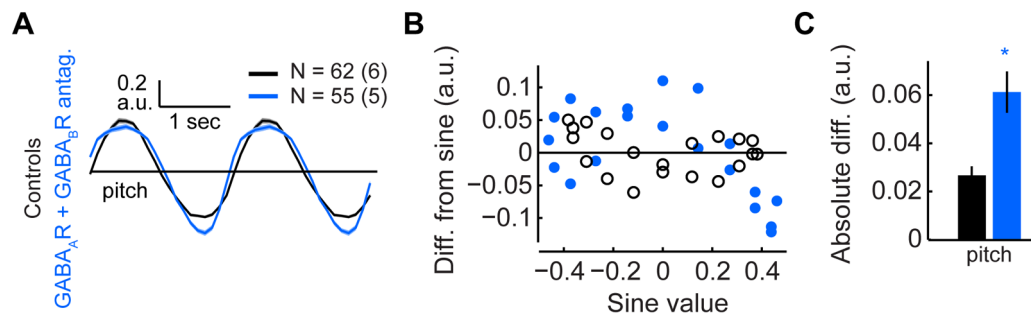 A
Controls
GABA_AR + GABA_BR antag.
0.2
a.u.
1 sec
N = 62 (6)
N = 55 (5)
pitch
B
Diff. from sine (a.u.)
0.1
0.05
0
−0.05
−0.1
−0.4
−0.2
0
0.2
0.4
Sine value
C
Absolute diff. (a.u.)
0.06
0.04
0.02
0
*
pitch